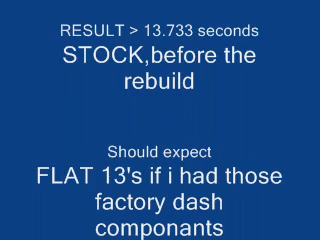 RESULT > 13.733 seconds
STOCK,before the
rebuild
Should expect
FLAT 13's if i had those
factory dash
componants